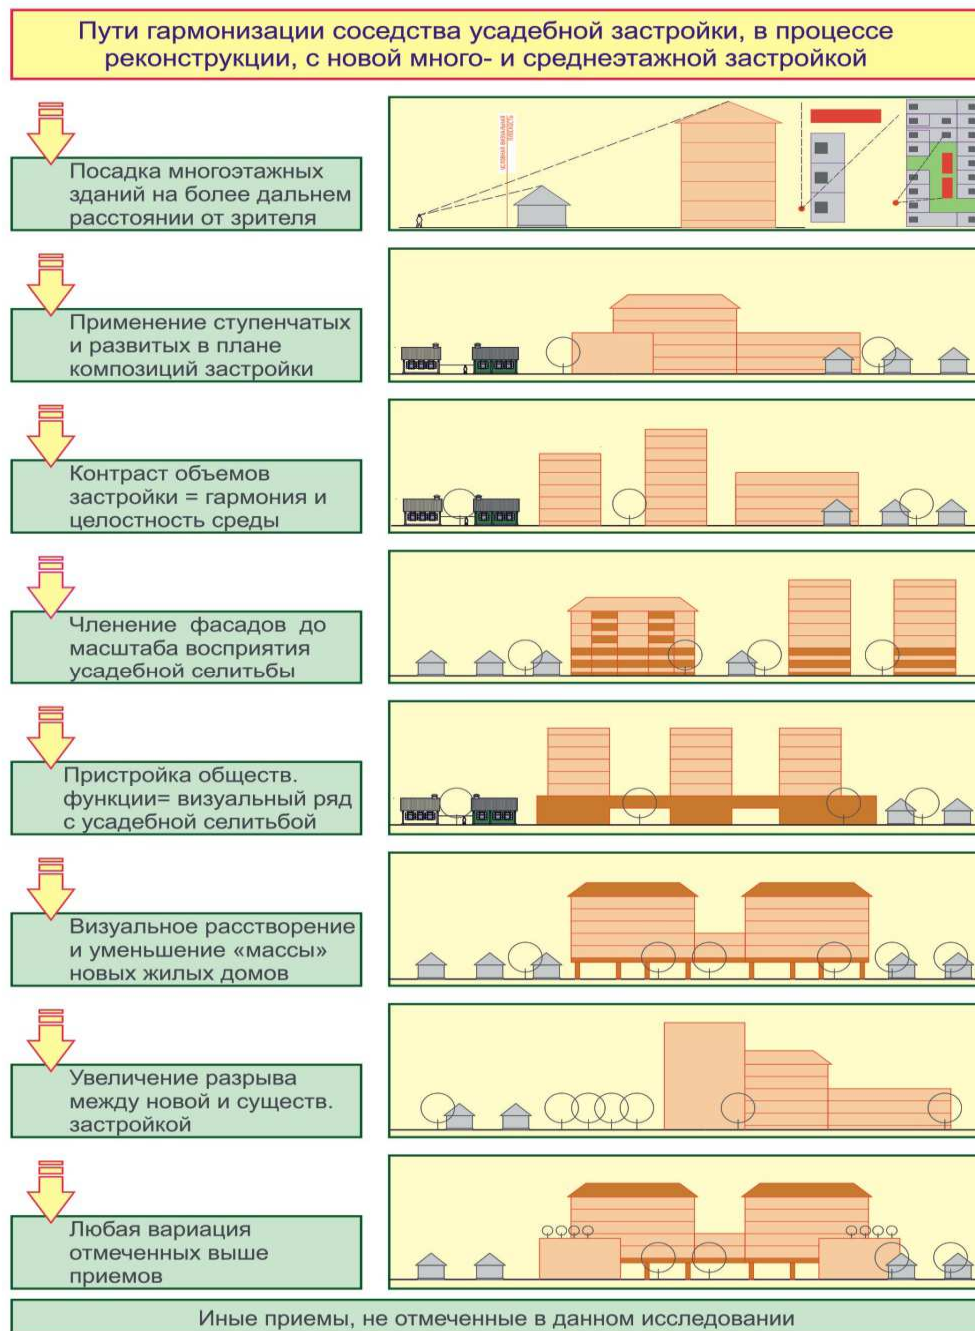 Пути гармонизации соседства усадебной застройки, в процессе
реконструкции, с новой много- и среднеэтажной застройкой
Посадка многоэтажных
зданий на более дальнем
расстоянии от зрителя
Применение ступенчатых
и развитых в плане
композиций застройки
Контраст объемов
застройки = гармония и
целостность среды
Членение фасадов до
масштаба восприятия
усадебной селитьбы
Пристройка обществ.
функции= визуальный ряд
с усадебной селитьбой
Визуальное растворение
и уменьшение «массы»
новых жилых домов
Увеличение разрыва
между новой и существ.
застройкой
Любая вариация
отмеченных выше
приемов
Иные приемы, не отмеченные в данном исследовании